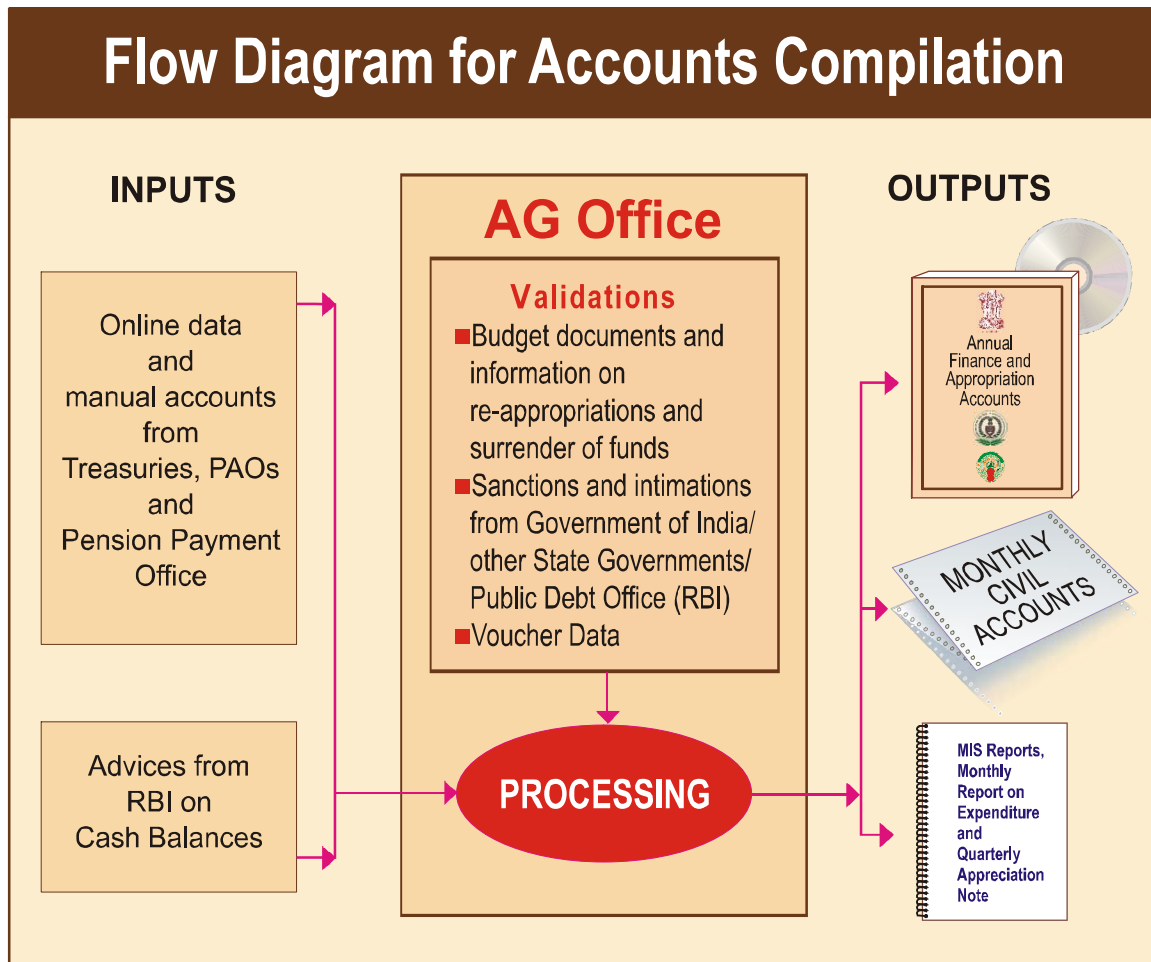 Flow Diagram for Accounts Compilation
INPUTS
Online data
and
manual accounts
from
Treasuries, PAOs
and
Pension Payment
Office
Advices from
RBI on
Cash Balances
AG Office
Validations
Budget documents and
information on
re-appropriations and
surrender of funds
Sanctions and intimations
from Government of India/
other State Governments/
Public Debt Office (RBI)
Voucher Data
PROCESSING
OUTPUTS
Annual
Finance and
Appropriation
Accounts
MONTHLY
CIVIL
ACCOUNTS
MIS Reports,
Monthly
Report on
Expenditure
and
Quarterly
Appreciation
Note